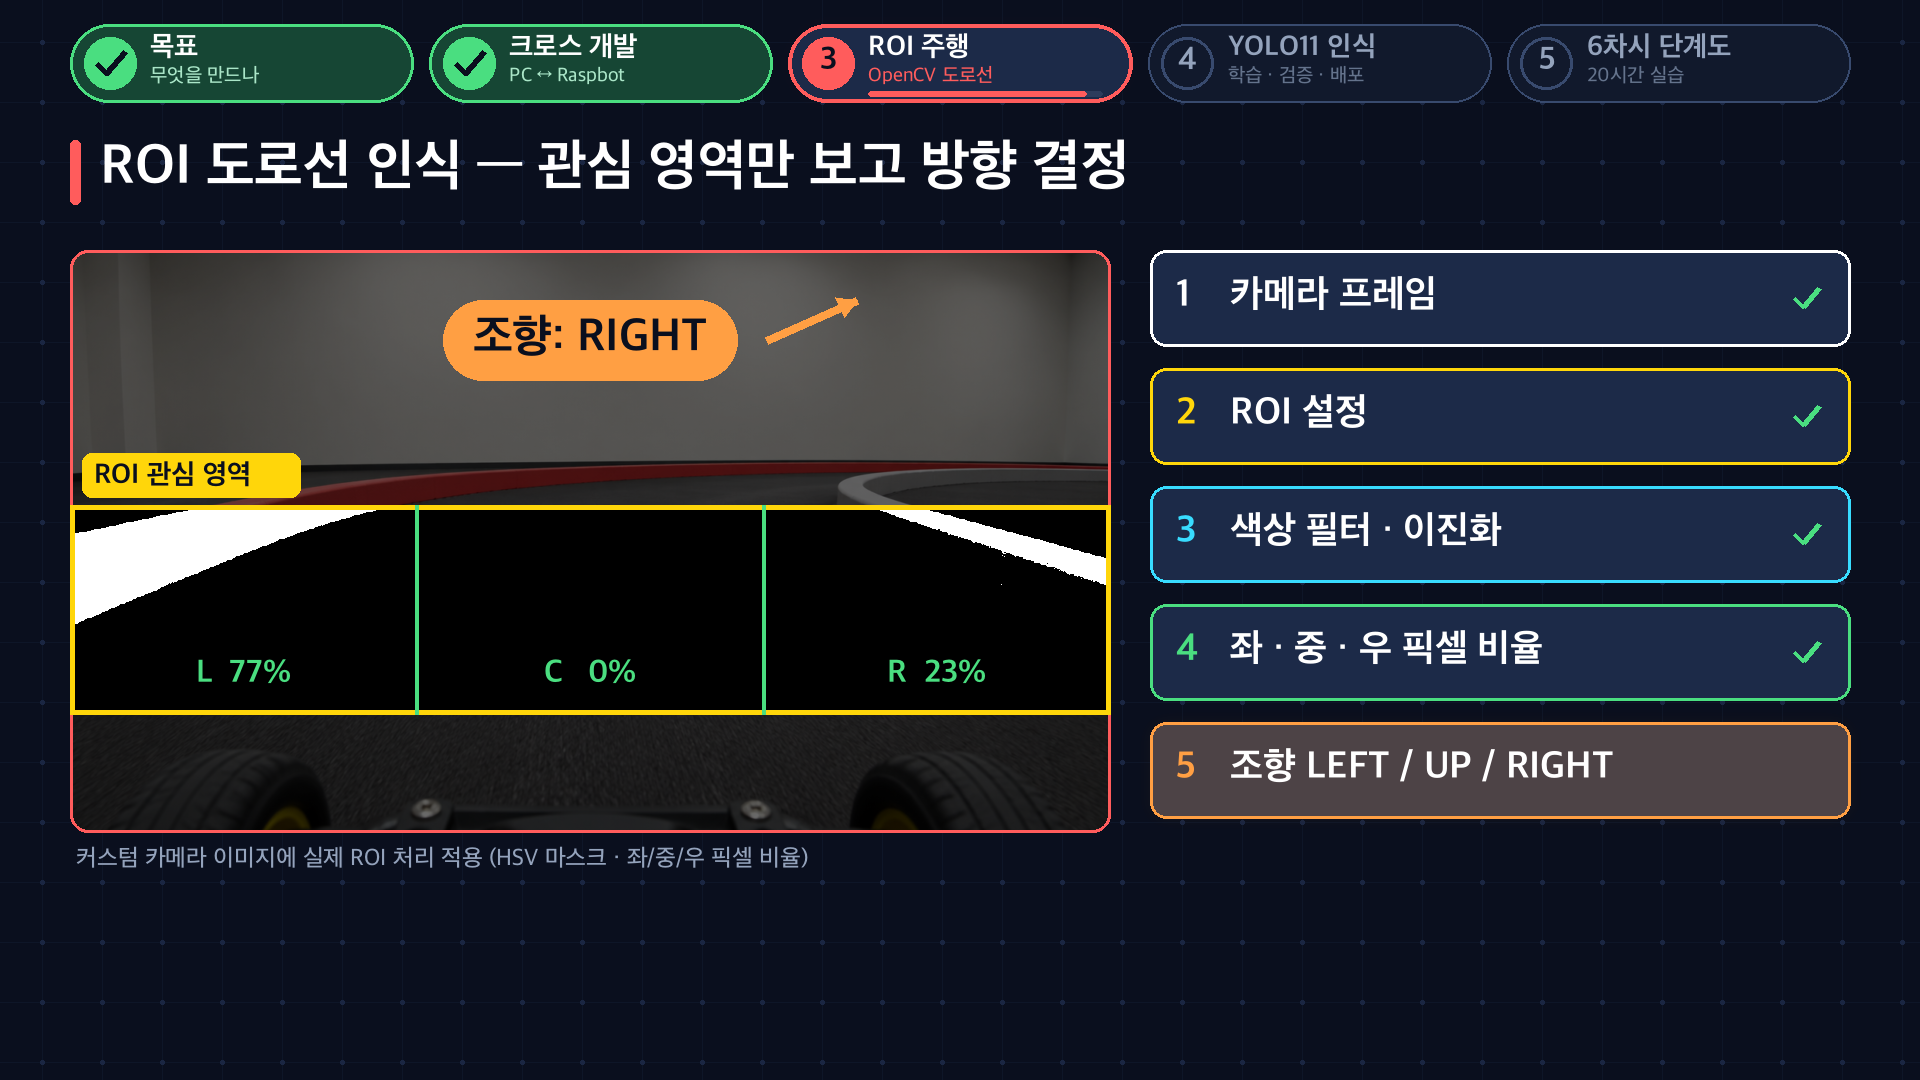 목표
무엇을 만드나
크로스 개발
PC ↔ Raspbot
3
ROI 주행
OpenCV 도로선
4
YOLO11 인식
학습 · 검증 · 배포
5
6차시 단계도
20시간 실습
ROI 도로선 인식 — 관심 영역만 보고 방향 결정
조향: RIGHT
ROI 관심 영역
L 77%
C 0%
R 23%
커스텀 카메라 이미지에 실제 ROI 처리 적용 (HSV 마스크 · 좌/중/우 픽셀 비율)
1 카메라 프레임
2 ROI 설정
3 색상 필터 · 이진화
4 좌 · 중 · 우 픽셀 비율
5 조향 LEFT / UP / RIGHT